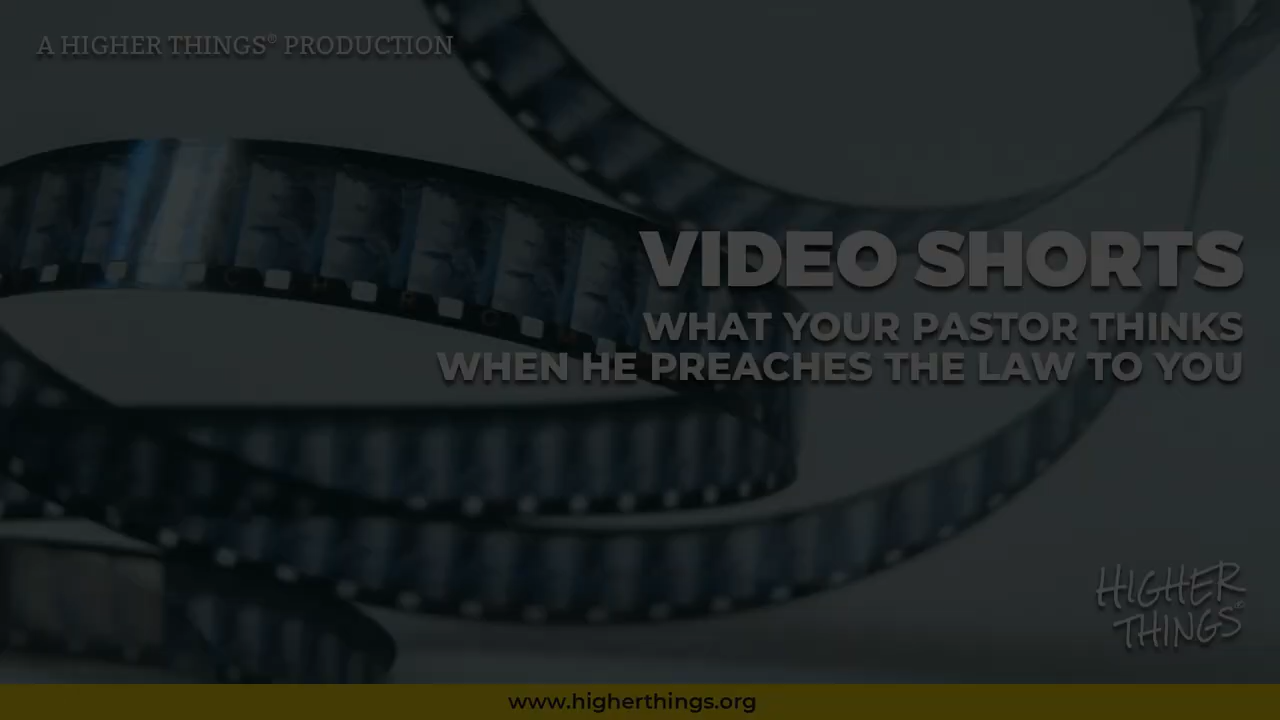 A HIGHER THINGS® PRODUCTION
VIDEO SHORTS
WHAT YOUR PASTOR THINKS
WHEN HE PREACHES THE LAW TO YOU
HIGHER
THINGS®
www.higherthings.org